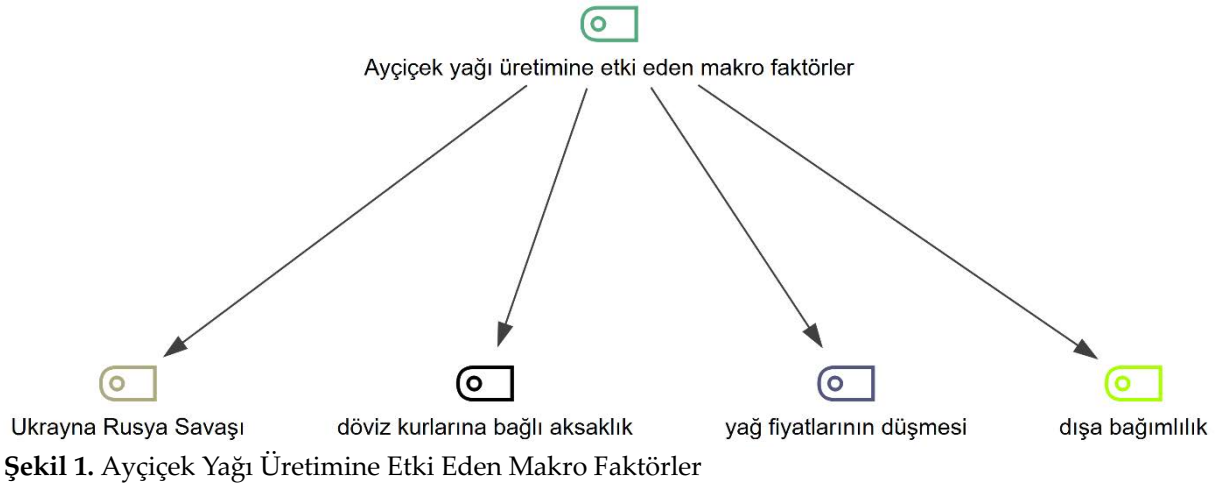 Ayçiçek yağı üretimine etki eden makro faktörler
Ukrayna Rusya Savaşı
döviz kurlarına bağlı aksaklık
yağ fiyatlarının düşmesi
dışa bağımlılık
Şekil 1. Ayçiçek Yağı Üretimine Etki Eden Makro Faktörler